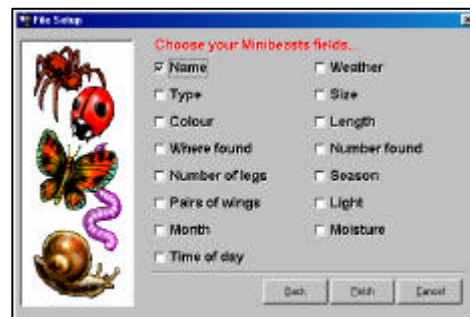 File Setup
Choose your Minibeasts fields...
Name
Type
Colour
Where found
Number of legs
Pairs of wings
Month
Time of day
Weather
Size
Length
Number found
Season
Light
Moisture
Back Finish Cancel